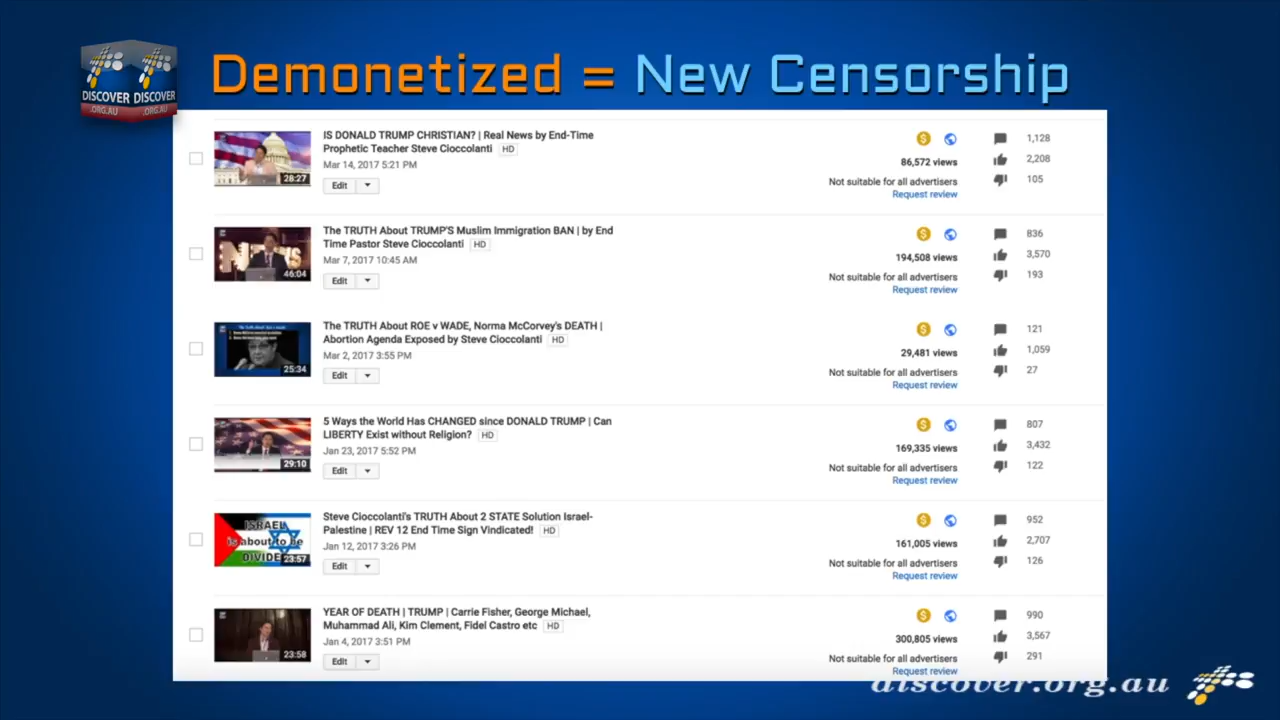 Demonetized = New Censorship
DISCOVER DISCOVER
.ORG.AU .ORG.AU
IS DONALD TRUMP CHRISTIAN? | Real News by End-Time
Prophetic Teacher Steve Cioccolanti HD
Mar 14, 2017 5:21 PM
28:27
Edit
86,572 views
Not suitable for all advertisers
Request review
1,128
2,208
105
The TRUTH About TRUMP'S Muslim Immigration BAN | by End
Time Pastor Steve Cioccolanti HD
Mar 7, 2017 10:45 AM
NEWS
46:04
Edit
194,508 views
Not suitable for all advertisers
Request review
836
3,570
193
The TRUTH About ROE v WADE, Norma McCorvey's DEATH |
Abortion Agenda Exposed by Steve Cioccolanti HD
Mar 2, 2017 3:55 PM
25:34
Edit
29,481 views
Not suitable for all advertisers
Request review
121
1,059
27
5 Ways the World Has CHANGED since DONALD TRUMP | Can
LIBERTY Exist without Religion? HD
Jan 23, 2017 5:52 PM
29:10
Edit
169,335 views
Not suitable for all advertisers
Request review
807
3,432
122
Steve Cioccolanti's TRUTH About 2 STATE Solution Israel-
Palestine | REV 12 End Time Sign Vindicated! HD
Jan 12, 2017 3:26 PM
ISRAEL
is about to be
DIVIDE
23:57
Edit
161,005 views
Not suitable for all advertisers
Request review
952
2,707
126
YEAR OF DEATH | TRUMP | Carrie Fisher, George Michael,
Muhammad Ali, Kim Clement, Fidel Castro etc HD
Jan 4, 2017 3:51 PM
23:58
Edit
300,805 views
Not suitable for all advertisers
Request review
990
3,567
291
discover.org.au